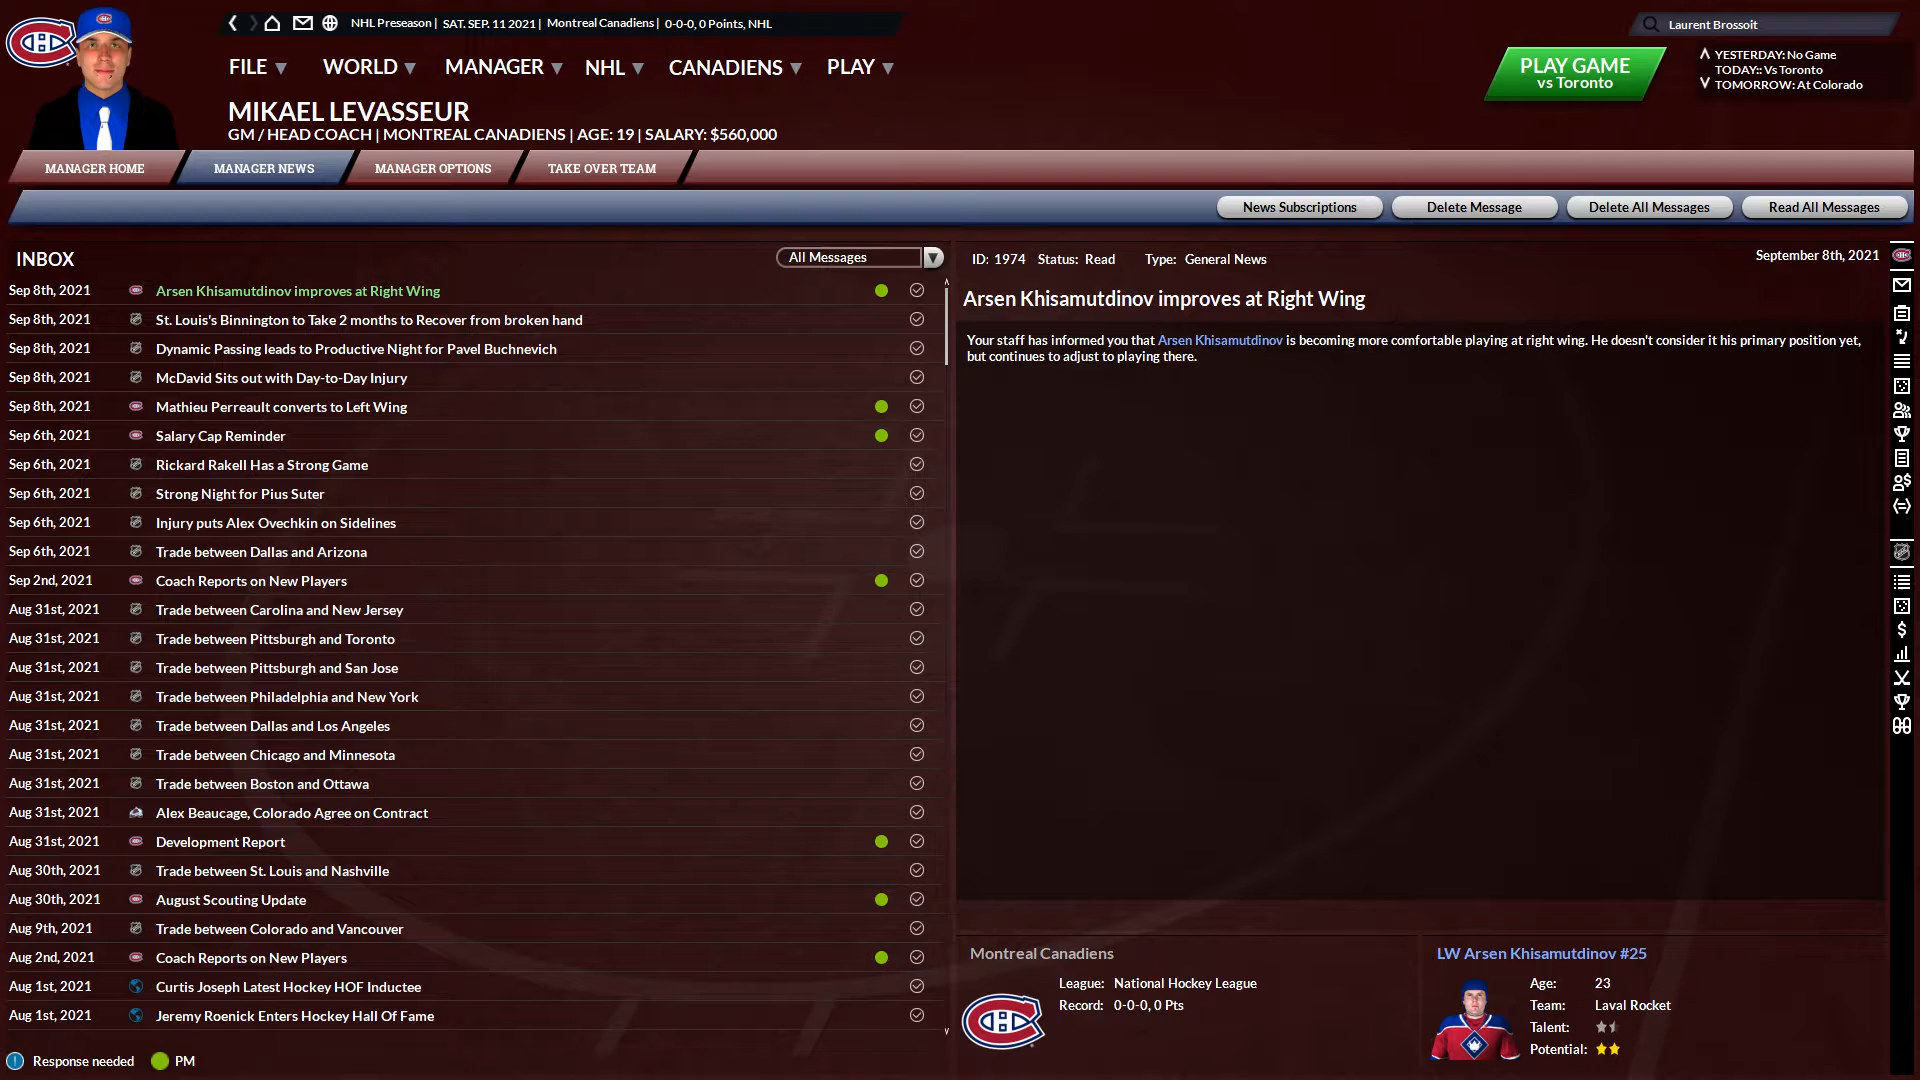 NHL Preseason | SAT. SEP. 11 2021 | Montreal Canadiens | 0-0-0, 0 Points, NHL
Laurent Brossoit
FILE WORLD MANAGER NHL CANADIENS PLAY
PLAY GAME
vs Toronto
YESTERDAY: No Game
TODAY:: Vs Toronto
TOMORROW: At Colorado
MIKAEL LEVASSEUR
GM / HEAD COACH | MONTREAL CANADIENS | AGE: 19 | SALARY: $560,000
MANAGER HOME MANAGER NEWS MANAGER OPTIONS TAKE OVER TEAM
News Subscriptions Delete Message Delete All Messages Read All Messages
INBOX All Messages
Sep 8th, 2021 Arsen Khisamutdinov improves at Right Wing
Sep 8th, 2021 St. Louis's Binnington to Take 2 months to Recover from broken hand
Sep 8th, 2021 Dynamic Passing leads to Productive Night for Pavel Buchnevich
Sep 8th, 2021 McDavid Sits out with Day-to-Day Injury
Sep 8th, 2021 Mathieu Perreault converts to Left Wing
Sep 6th, 2021 Salary Cap Reminder
Sep 6th, 2021 Rickard Rakell Has a Strong Game
Sep 6th, 2021 Strong Night for Pius Suter
Sep 6th, 2021 Injury puts Alex Ovechkin on Sidelines
Sep 6th, 2021 Trade between Dallas and Arizona
Sep 2nd, 2021 Coach Reports on New Players
Aug 31st, 2021 Trade between Carolina and New Jersey
Aug 31st, 2021 Trade between Pittsburgh and Toronto
Aug 31st, 2021 Trade between Pittsburgh and San Jose
Aug 31st, 2021 Trade between Philadelphia and New York
Aug 31st, 2021 Trade between Dallas and Los Angeles
Aug 31st, 2021 Trade between Chicago and Minnesota
Aug 31st, 2021 Trade between Boston and Ottawa
Aug 31st, 2021 Alex Beaucage, Colorado Agree on Contract
Aug 31st, 2021 Development Report
Aug 30th, 2021 Trade between St. Louis and Nashville
Aug 30th, 2021 August Scouting Update
Aug 9th, 2021 Trade between Colorado and Vancouver
Aug 2nd, 2021 Coach Reports on New Players
Aug 1st, 2021 Curtis Joseph Latest Hockey HOF Inductee
Aug 1st, 2021 Jeremy Roenick Enters Hockey Hall Of Fame
Response needed PM
ID: 1974 Status: Read Type: General News September 8th, 2021
Arsen Khisamutdinov improves at Right Wing
Your staff has informed you that Arsen Khisamutdinov is becoming more comfortable playing at right wing. He doesn't consider it his primary position yet,
but continues to adjust to playing there.
Montreal Canadiens
League: National Hockey League
Record: 0-0-0, 0 Pts
LW Arsen Khisamutdinov #25
Age: 23
Team: Laval Rocket
Talent:
Potential: